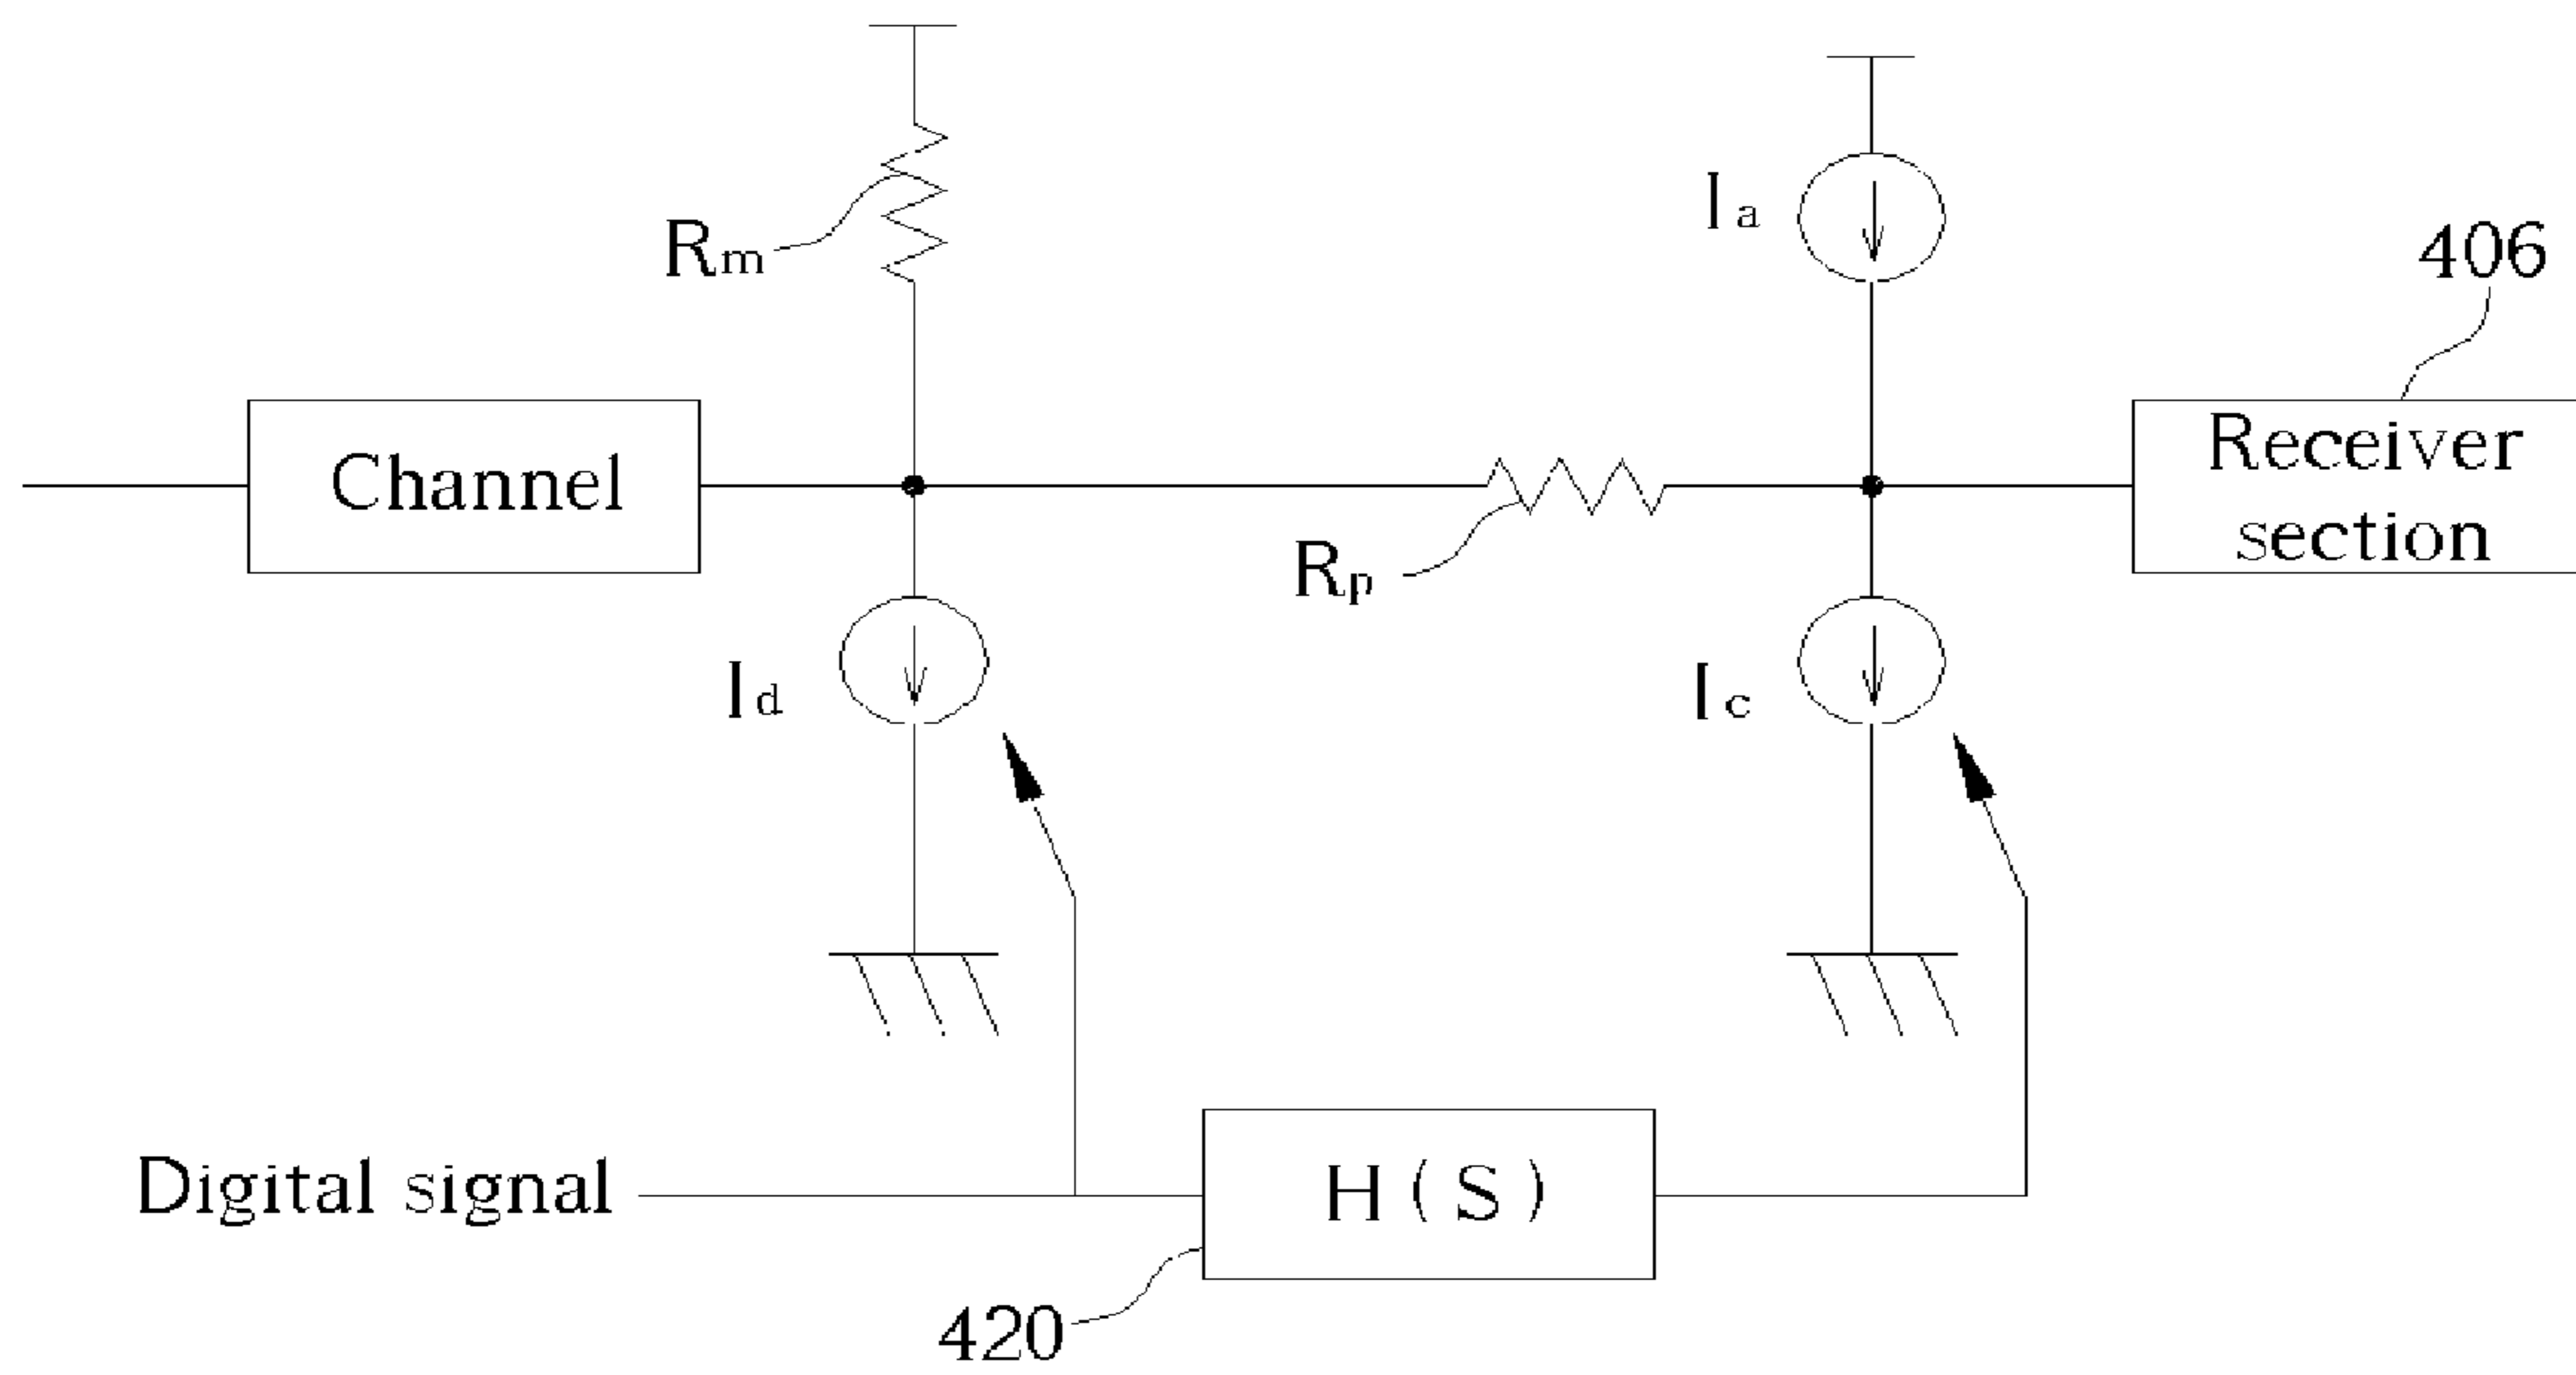 Rm
Ia
406
Channel
Receiver
section
Rp
Id
Ic
Digital signal
H(S)
420